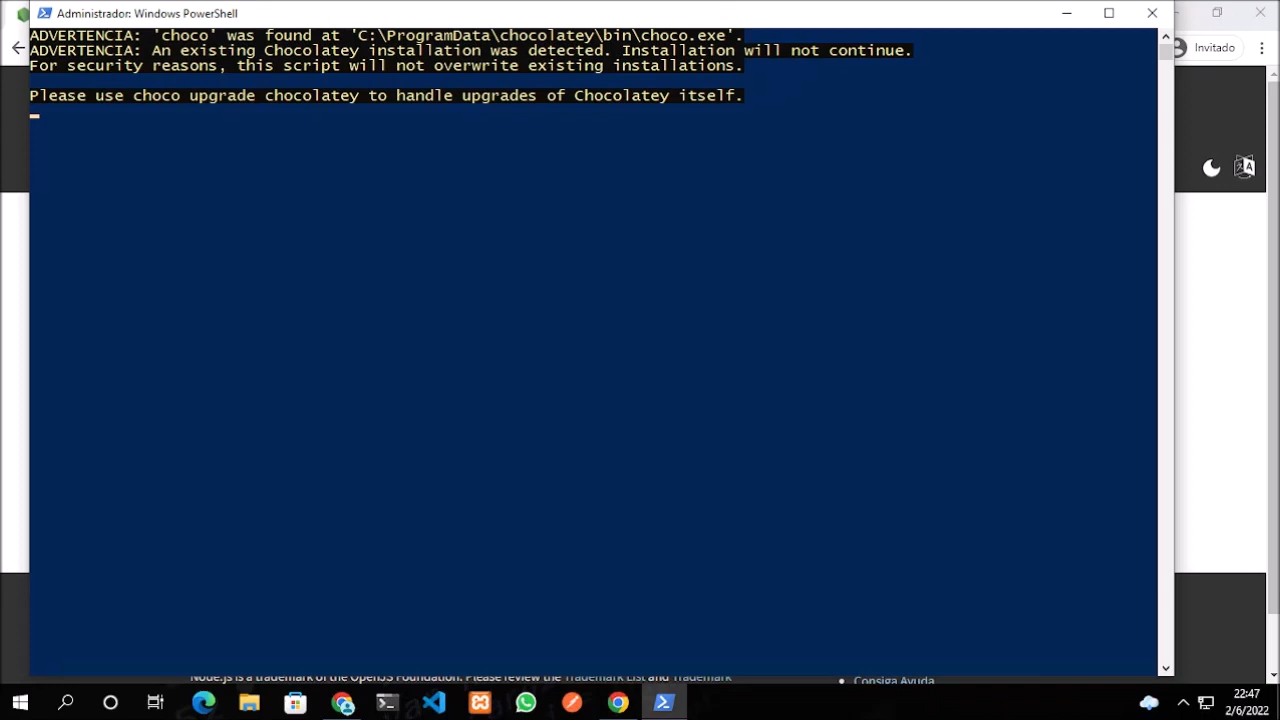 Administrador: Windows PowerShell
ADVERTENCIA: 'choco' was found at 'C:\ProgramData\chocolatey\bin\choco.exe'.
ADVERTENCIA: An existing Chocolatey installation was detected. Installation will not continue.
For security reasons, this script will not overwrite existing installations.
Please use choco upgrade chocolatey to handle upgrades of Chocolatey itself.
Invitado
Node.js is a trademark of the OpenJS Foundation. Please review the Trademark List and Trademark
Consiga Ayuda
22:47
2/6/2022